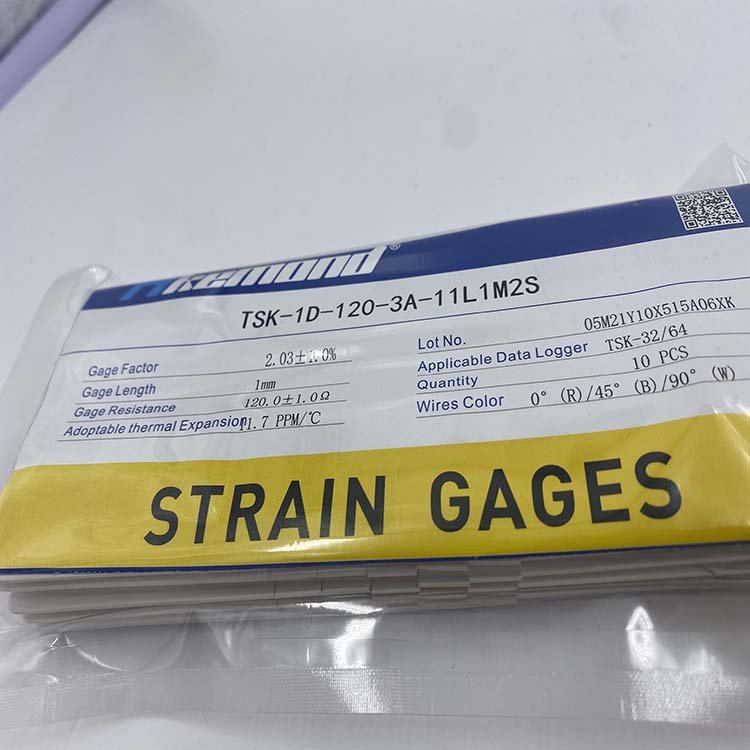 Kemond®
TSK-1D-120-3A-11L1M2S
Gage Factor 2.03±1.0%
Gage Length 1mm
Gage Resistance 120.0±1.0Ω
Adoptable thermal Expansion 11.7 PPM/℃
Lot No. 05M21Y10X515A06XK
Applicable Data Logger TSK-32/64
Quantity 10 PCS
Wires Color 0° (R)/45° (B)/90° (W)
STRAIN GAGES